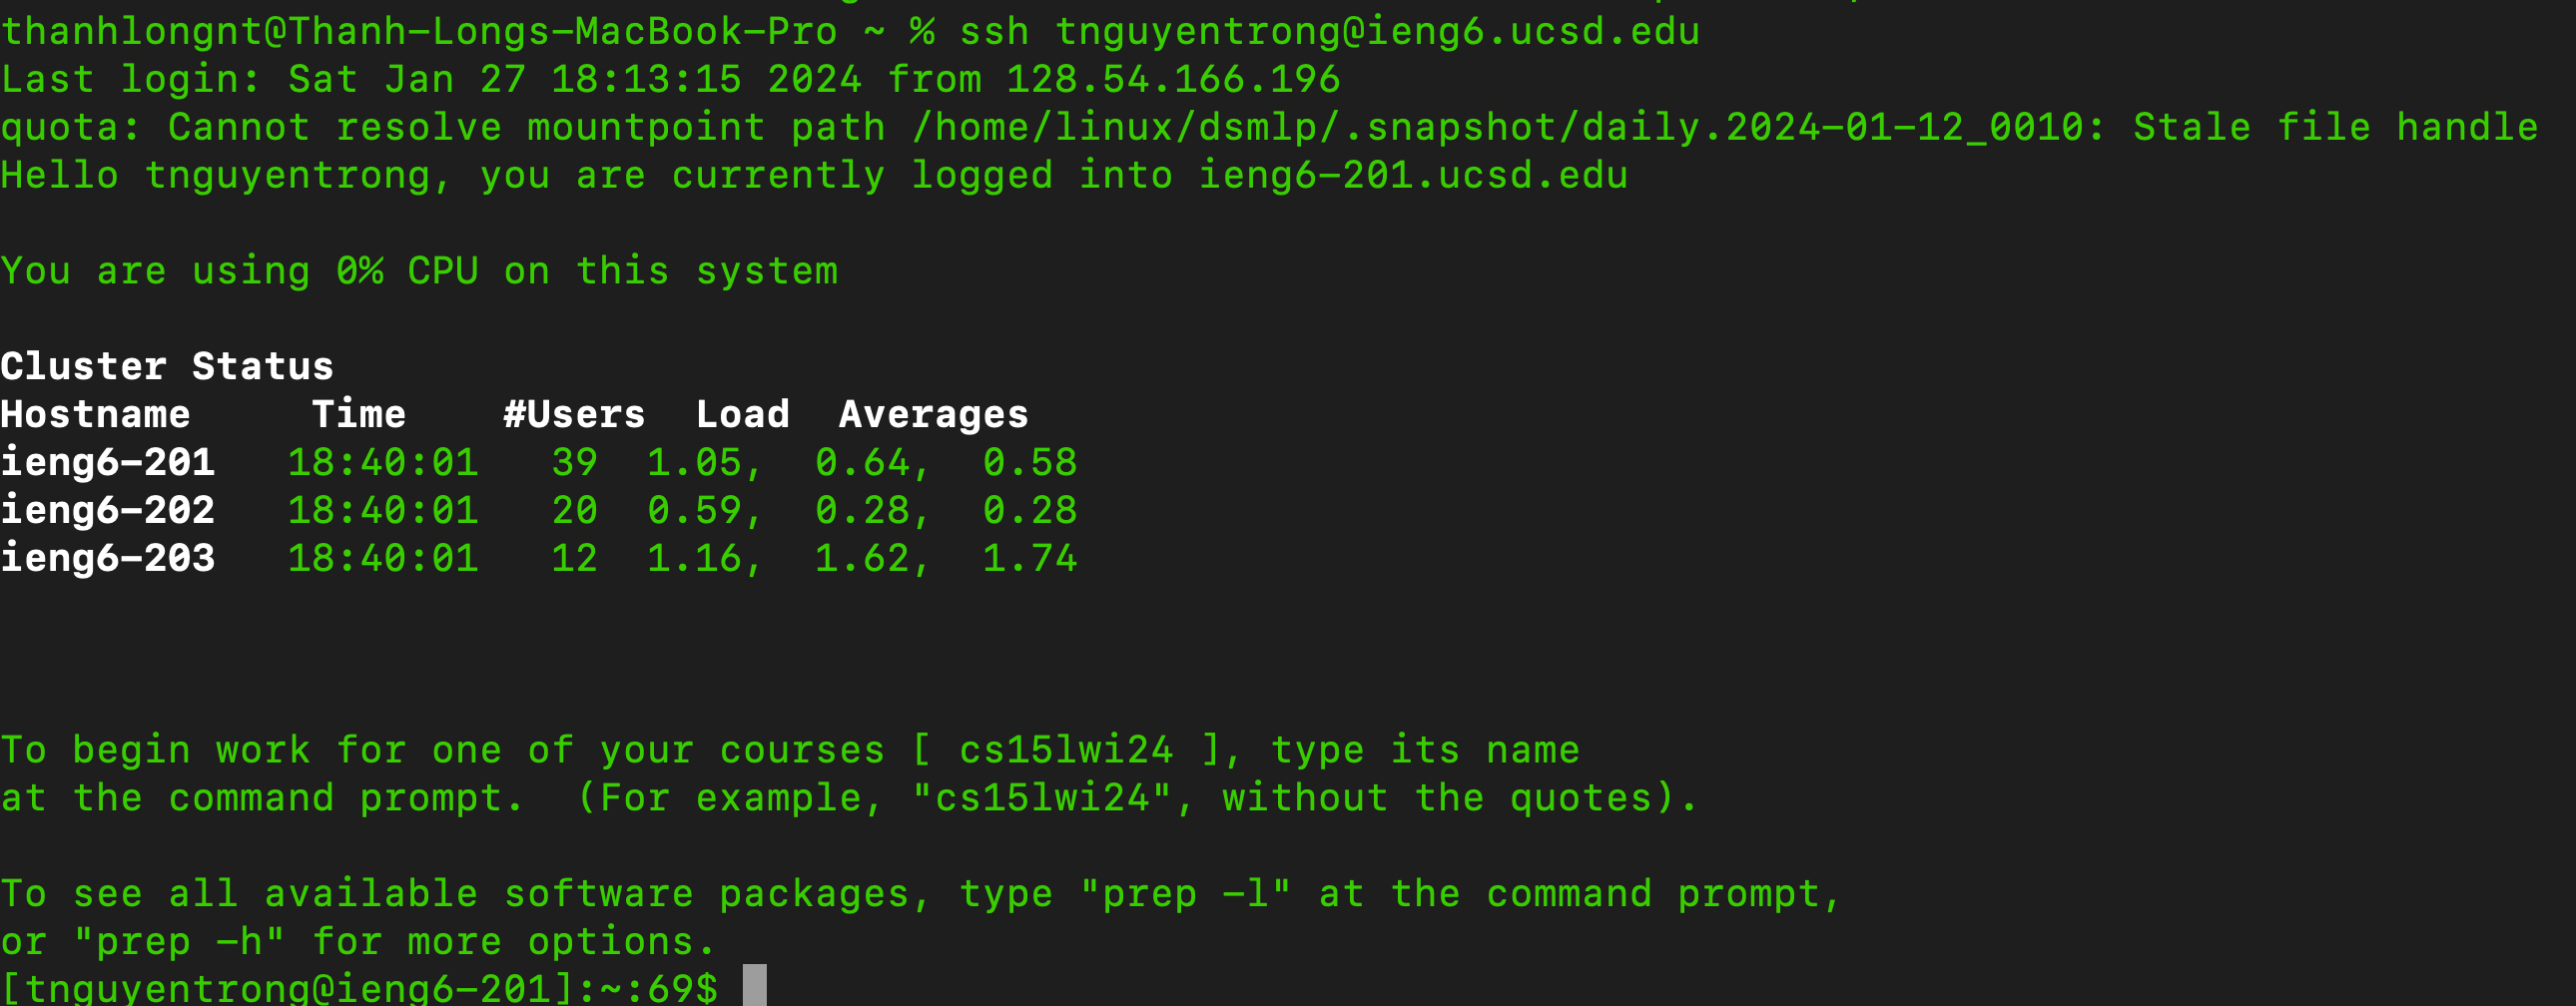 thanhlongnt@Thanh-Longs-MacBook-Pro ~ % ssh tnguyentrong@ieng6.ucsd.edu
Last login: Sat Jan 27 18:13:15 2024 from 128.54.166.196
quota: Cannot resolve mountpoint path /home/linux/dsmlp/.snapshot/daily.2024-01-12_0010: Stale file handle
Hello tnguyentrong, you are currently logged into ieng6-201.ucsd.edu
You are using 0% CPU on this system
Cluster Status
Hostname     Time    #Users  Load  Averages
ieng6-201   18:40:01   39  1.05,  0.64,  0.58
ieng6-202   18:40:01   20  0.59,  0.28,  0.28
ieng6-203   18:40:01   12  1.16,  1.62,  1.74
To begin work for one of your courses [ cs15lwi24 ], type its name
at the command prompt.  (For example, "cs15lwi24", without the quotes).
To see all available software packages, type "prep -l" at the command prompt,
or "prep -h" for more options.
[tnguyentrong@ieng6-201]:~:69$